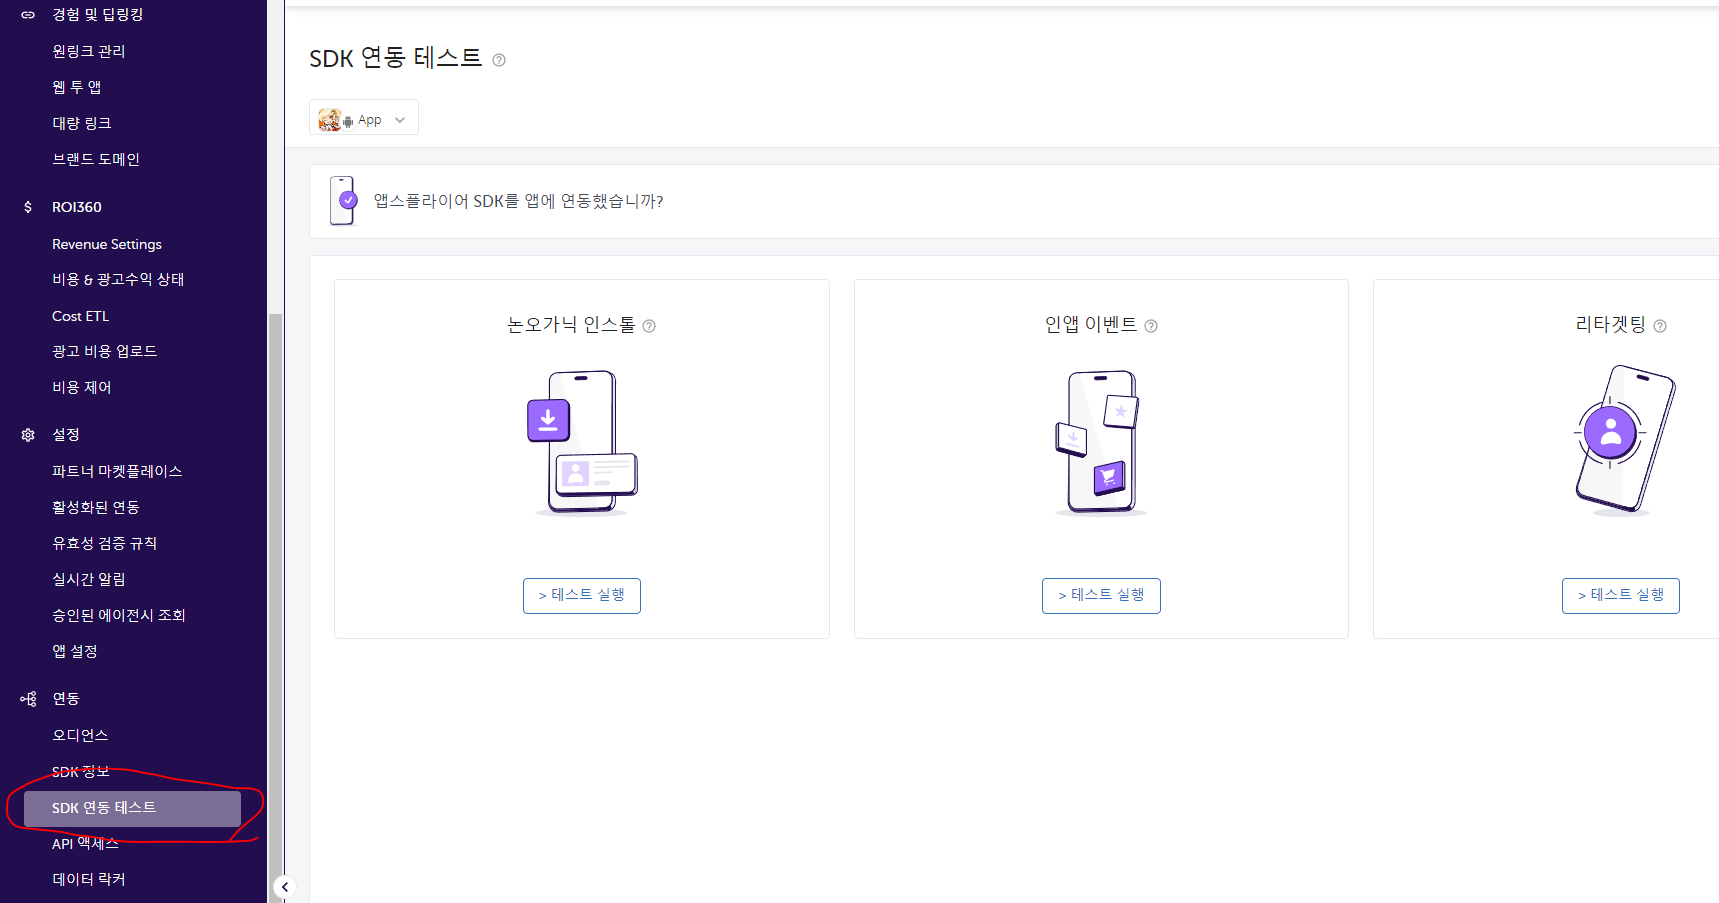 경험 및 딥링킹
원링크 관리
웹 투 앱
대량 링크
브랜드 도메인
$ ROI360
Revenue Settings
비용 & 광고수익 상태
Cost ETL
광고 비용 업로드
비용 제어
설정
파트너 마켓플레이스
활성화된 연동
유효성 검증 규칙
실시간 알림
승인된 에이전시 조회
앱 설정
연동
오디언스
SDK 정보
SDK 연동 테스트
API 액세스
데이터 락커
SDK 연동 테스트 ?
App
앱스플라이어 SDK를 앱에 연동했습니까?
논오가닉 인스톨 ?
> 테스트 실행
인앱 이벤트 ?
> 테스트 실행
리타겟팅 ?
> 테스트 실행